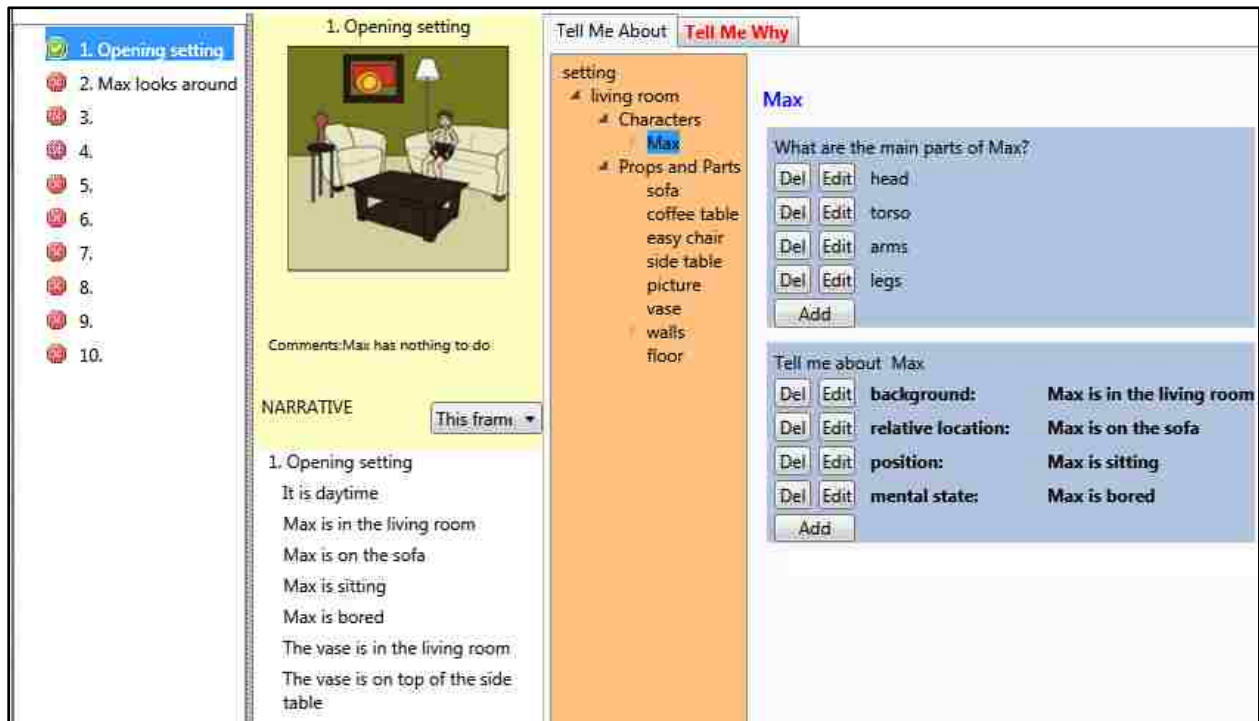 1. Opening setting
2. Max looks around
3.
4.
5.
6.
7.
8.
9.
10.
1. Opening setting
Comments:Max has nothing to do
NARRATIVE
This frame
1. Opening setting
It is daytime
Max is in the living room
Max is on the sofa
Max is sitting
Max is bored
The vase is in the living room
The vase is on top of the side
table
Tell Me About
Tell Me Why
setting
living room
Characters
Max
Props and Parts
sofa
coffee table
easy chair
side table
picture
vase
walls
floor
Max
What are the main parts of Max?
Del Edit head
Del Edit torso
Del Edit arms
Del Edit legs
Add
Tell me about Max
Del Edit background: Max is in the living room
Del Edit relative location: Max is on the sofa
Del Edit position: Max is sitting
Del Edit mental state: Max is bored
Add